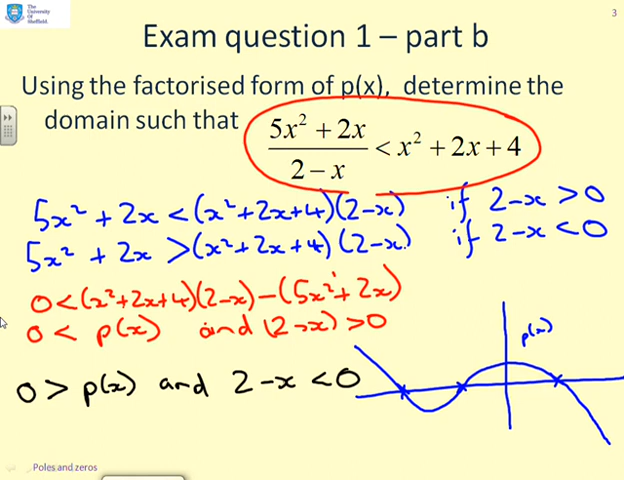 The
University
Of
Sheffield.
3
Exam question 1 – part b
Using the factorised form of p(x), determine the
domain such that (5x² + 2x)/(2 − x) < x² + 2x + 4
5x² + 2x < (x²+2x+4)(2-x) if 2-x > 0
5x² + 2x > (x²+2x+4)(2-x) if 2-x < 0
0 < (x²+2x+4)(2-x) - (5x²+2x)
0 < p(x) and (2-x) > 0
p(x)
0 > p(x) and 2-x < 0
Poles and zeros